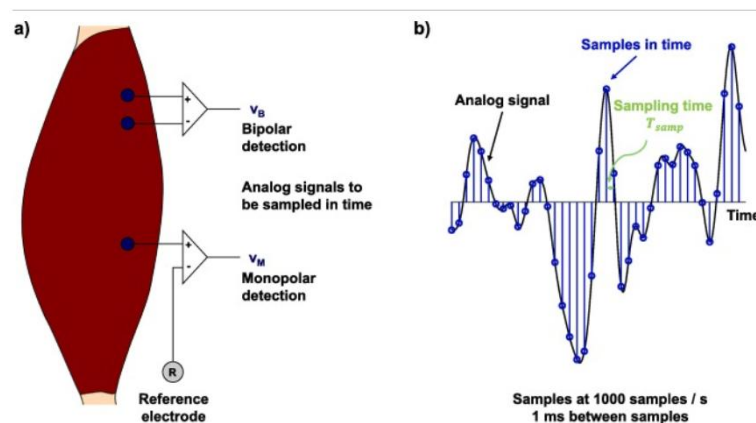 a)
+
-
V_B
Bipolar
detection
Analog signals to
be sampled in time
+
-
V_M
Monopolar
detection
R
Reference
electrode
b)
Samples in time
Analog signal
Sampling time
T_samp
Time
Samples at 1000 samples / s
1 ms between samples